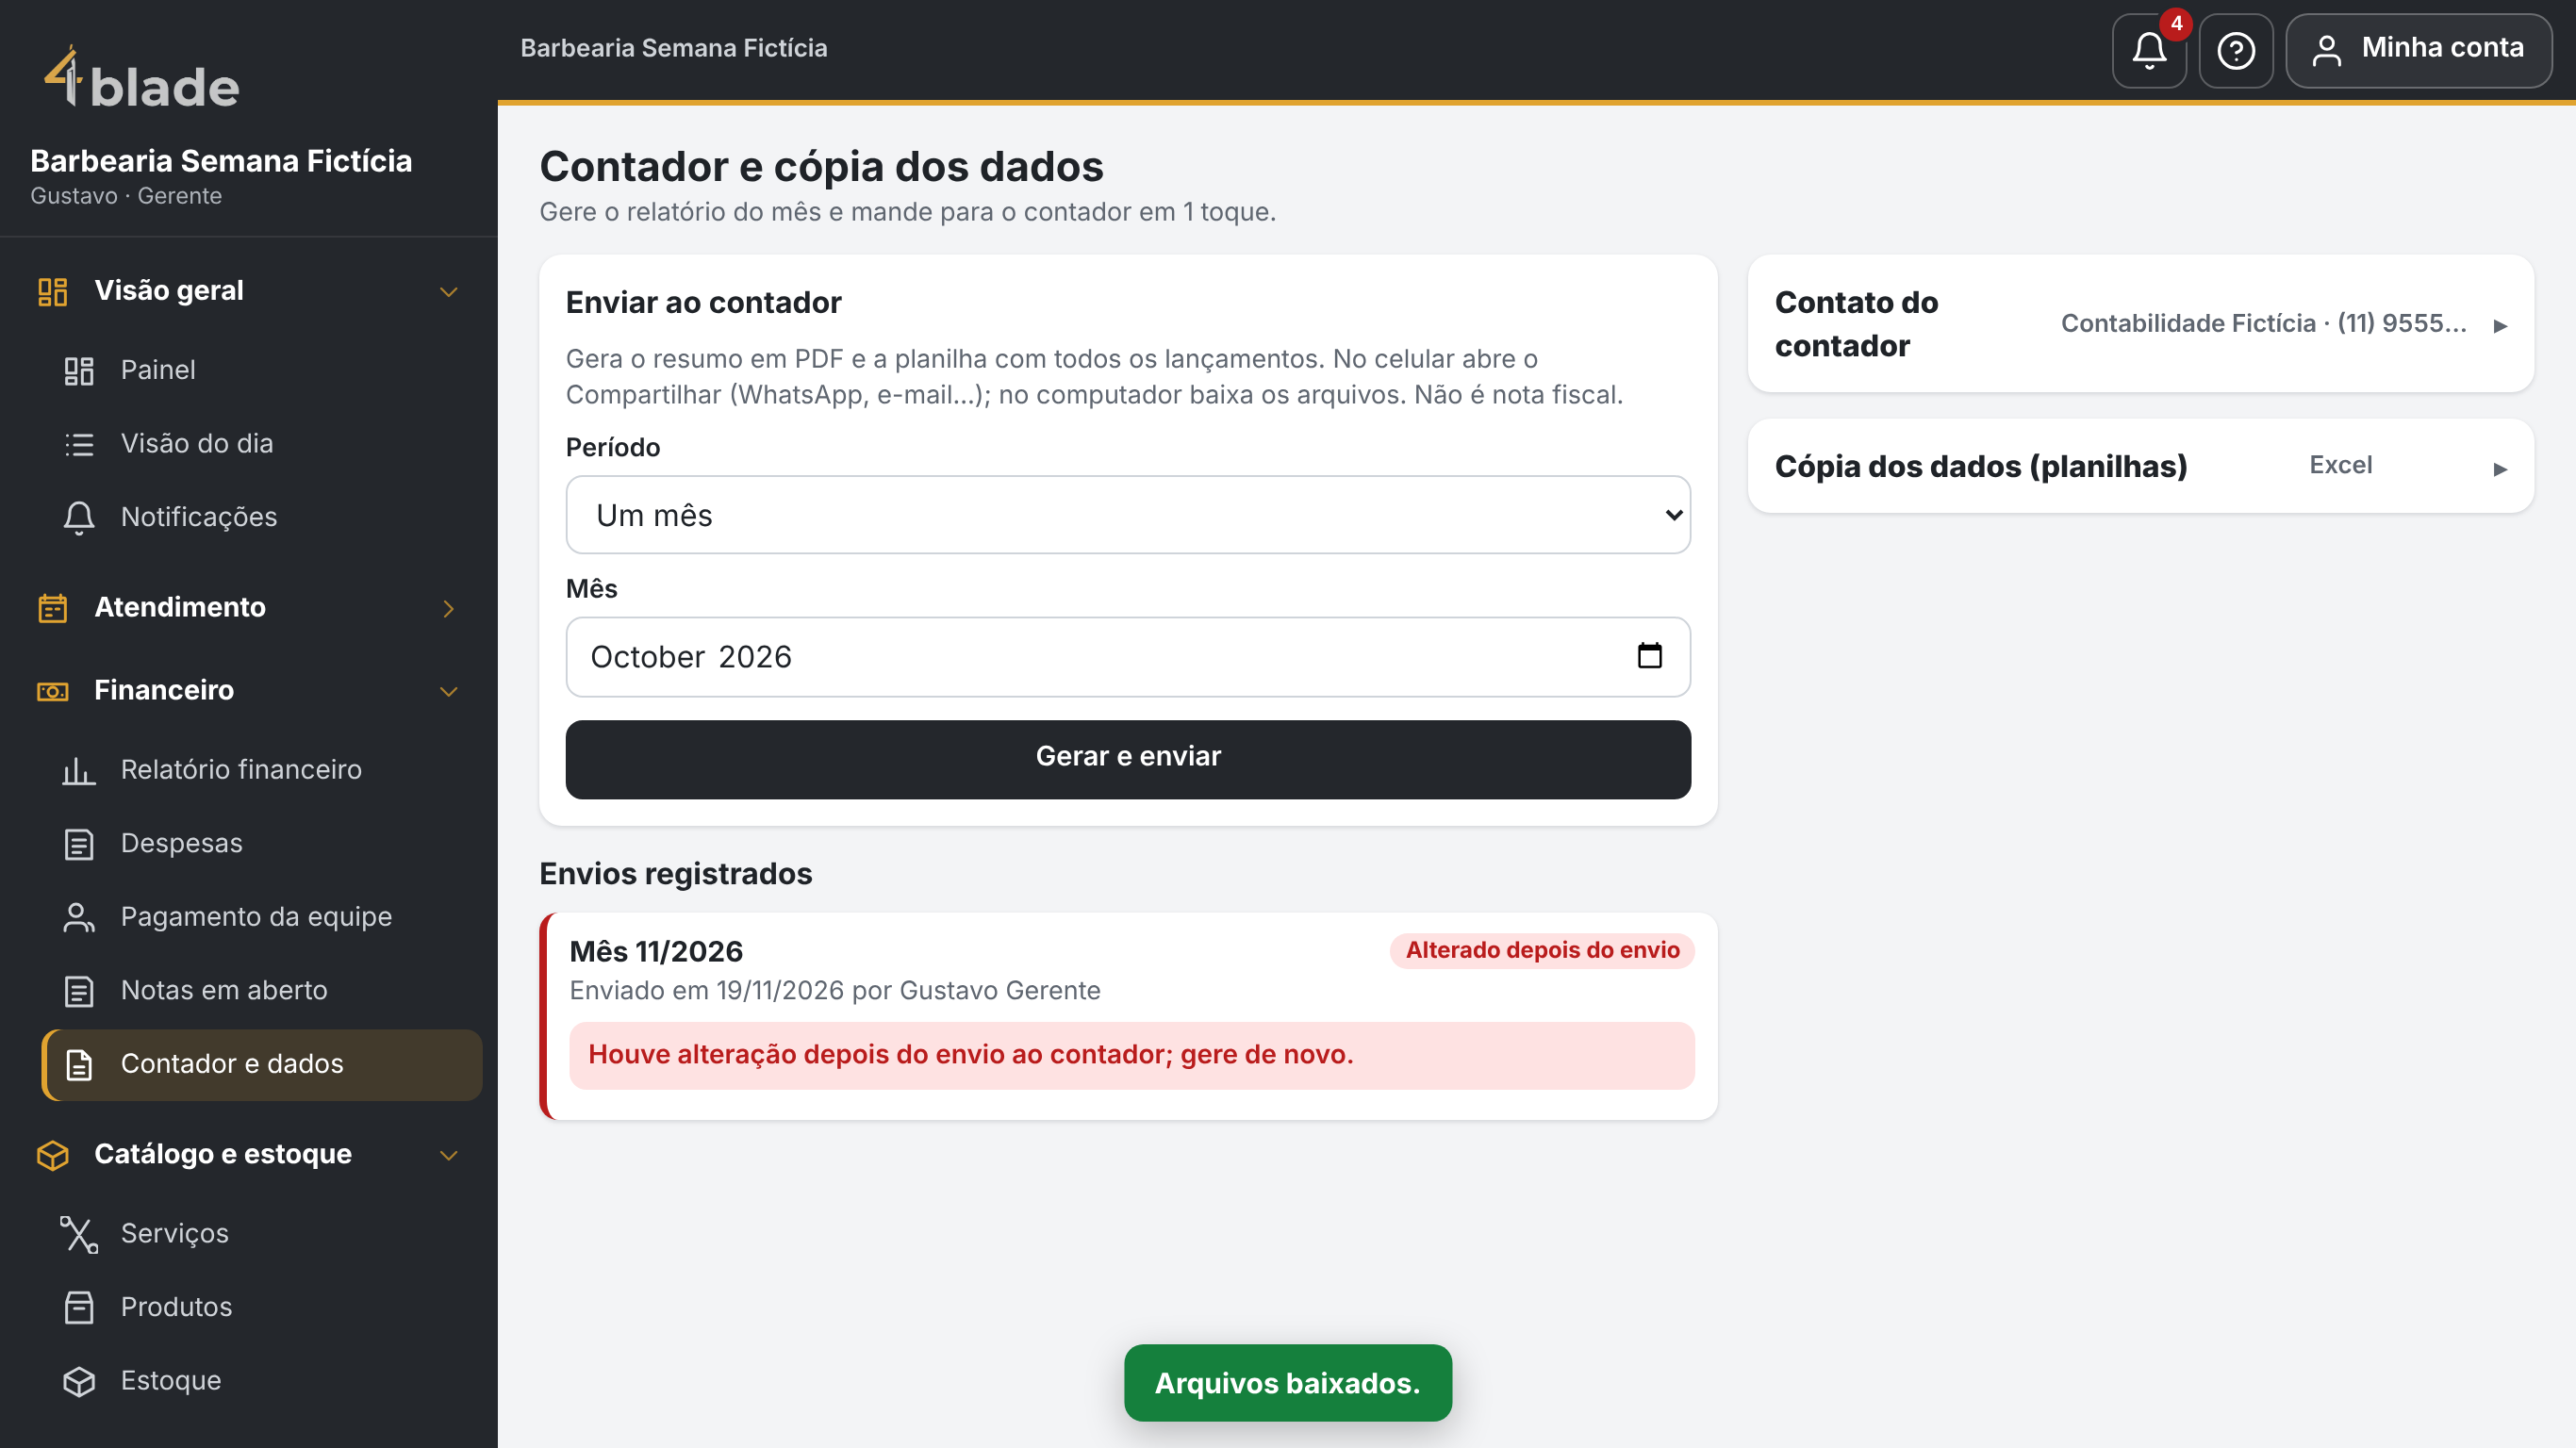 4blade
Barbearia Semana Fictícia
Gustavo · Gerente
Visão geral
Painel
Visão do dia
Notificações
Atendimento
Financeiro
Relatório financeiro
Despesas
Pagamento da equipe
Notas em aberto
Contador e dados
Catálogo e estoque
Serviços
Produtos
Estoque
Barbearia Semana Fictícia
4
Minha conta
Contador e cópia dos dados
Gere o relatório do mês e mande para o contador em 1 toque.
Enviar ao contador
Gera o resumo em PDF e a planilha com todos os lançamentos. No celular abre o
Compartilhar (WhatsApp, e-mail...); no computador baixa os arquivos. Não é nota fiscal.
Período
Um mês
Mês
October 2026
Gerar e enviar
Envios registrados
Mês 11/2026
Alterado depois do envio
Enviado em 19/11/2026 por Gustavo Gerente
Houve alteração depois do envio ao contador; gere de novo.
Contato do
contador
Contabilidade Fictícia · (11) 9555...
Cópia dos dados (planilhas)
Excel
Arquivos baixados.